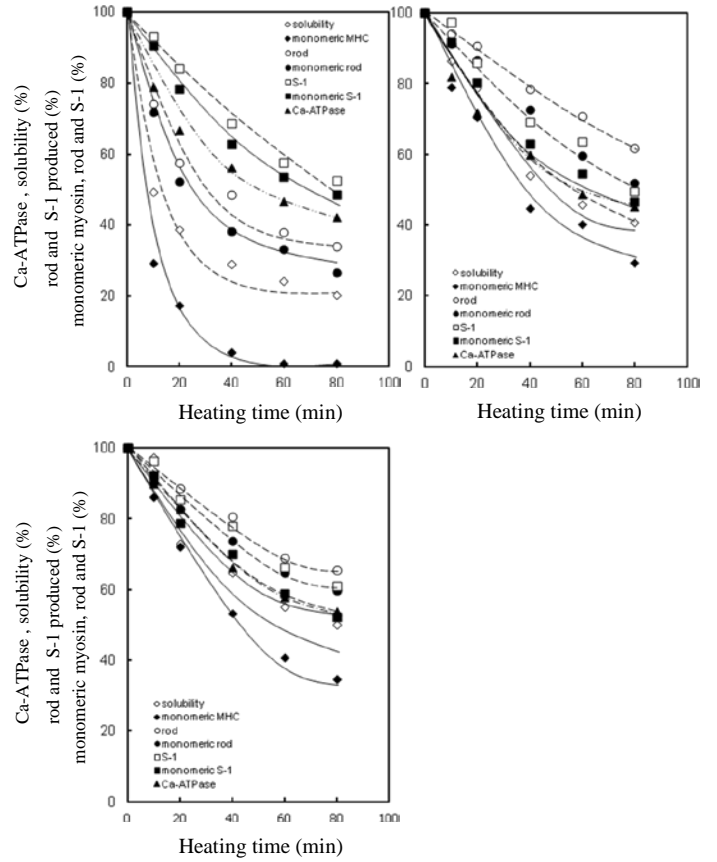 Ca-ATPase , solubility (%)
rod and S-1 produced (%)
monomeric myosin, rod and S-1 (%)
100
80
60
40
20
0
0
20
40
60
80
100
solubility
monomeric MHC
rod
monomeric rod
S-1
monomeric S-1
Ca-ATPase
Heating time (min)
100
80
60
40
20
0
0
20
40
60
80
100
solubility
monomeric MHC
rod
monomeric rod
S-1
monomeric S-1
Ca-ATPase
Heating time (min)
Ca-ATPase , solubility (%)
rod and S-1 produced (%)
monomeric myosin, rod and S-1 (%)
100
80
60
40
20
0
0
20
40
60
80
100
solubility
monomeric MHC
rod
monomeric rod
S-1
monomeric S-1
Ca-ATPase
Heating time (min)